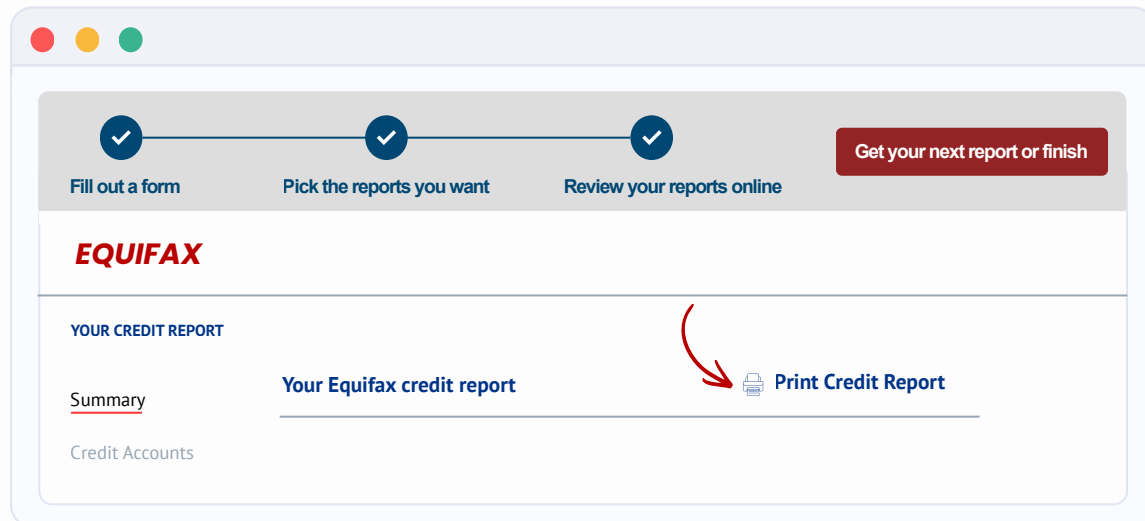 Fill out a form
Pick the reports you want
Review your reports online
Get your next report or finish
EQUIFAX
YOUR CREDIT REPORT
Summary
Credit Accounts
Your Equifax credit report
Print Credit Report